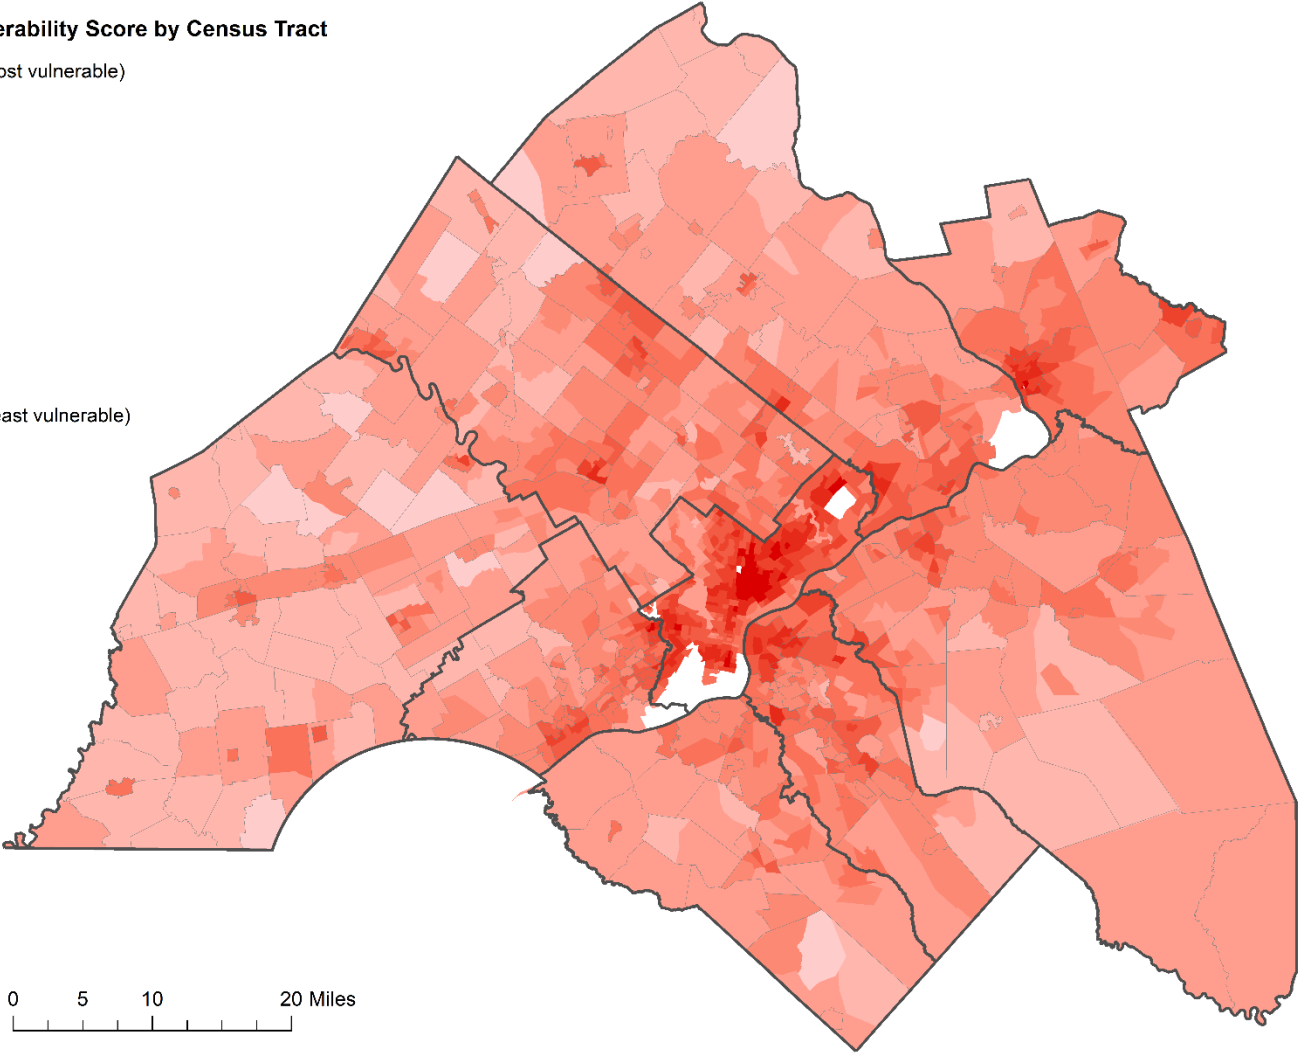 erability Score by Census Tract
ost vulnerable)
east vulnerable)
0 5 10 20 Miles